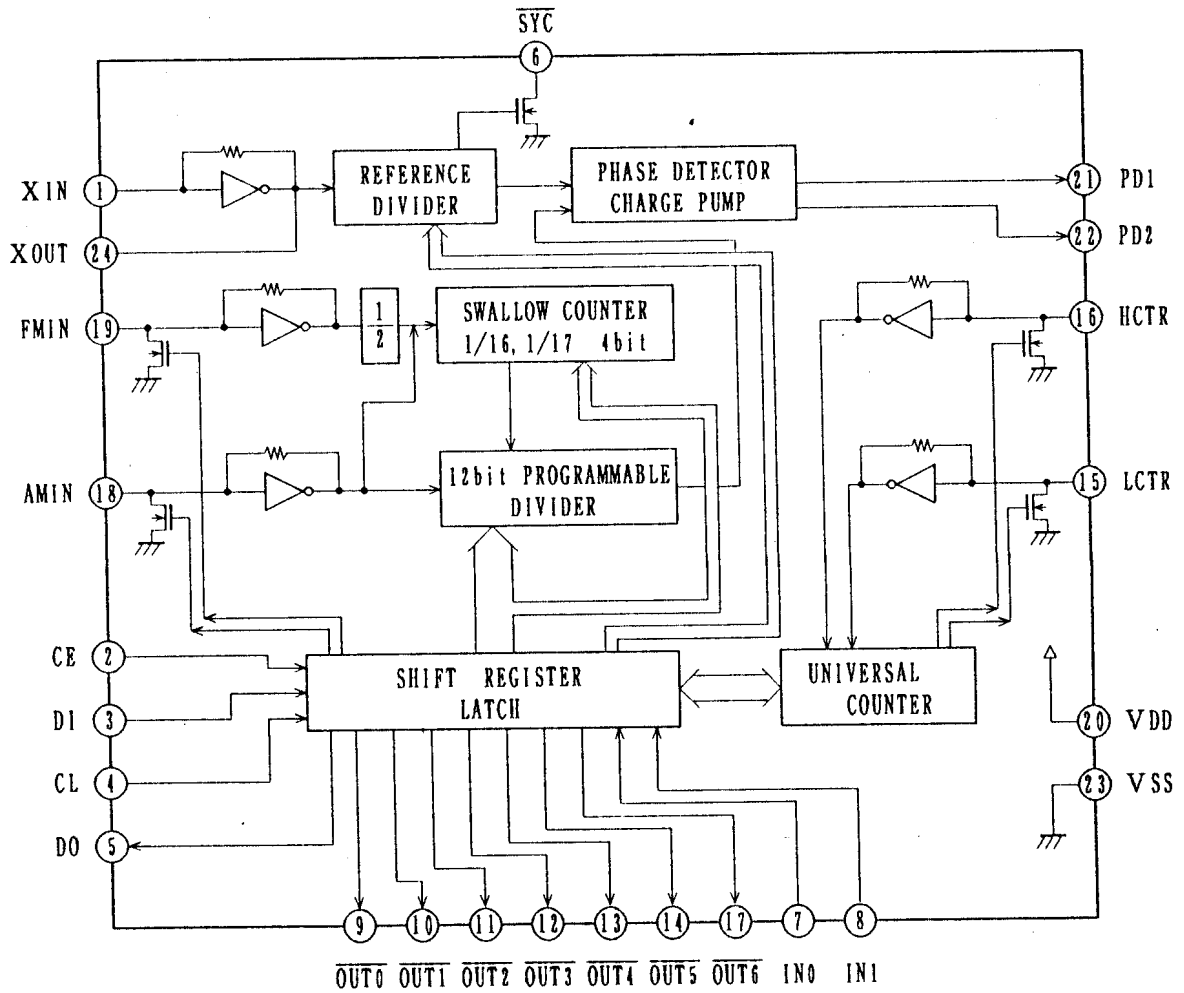 SYC
6
REFERENCE
DIVIDER
PHASE DETECTOR
CHARGE PUMP
XIN 1
21 PD1
XOUT 24
22 PD2
FMIN 19
1
2
SWALLOW COUNTER
1/16, 1/17 4bit
16 HCTR
AMIN 18
12bit PROGRAMMABLE
DIVIDER
15 LCTR
CE 2
SHIFT REGISTER
LATCH
UNIVERSAL
COUNTER
DI 3
20 VDD
CL 4
23 VSS
DO 5
9 10 11 12 13 14 17 7 8
OUT0 OUT1 OUT2 OUT3 OUT4 OUT5 OUT6 IN0 IN1